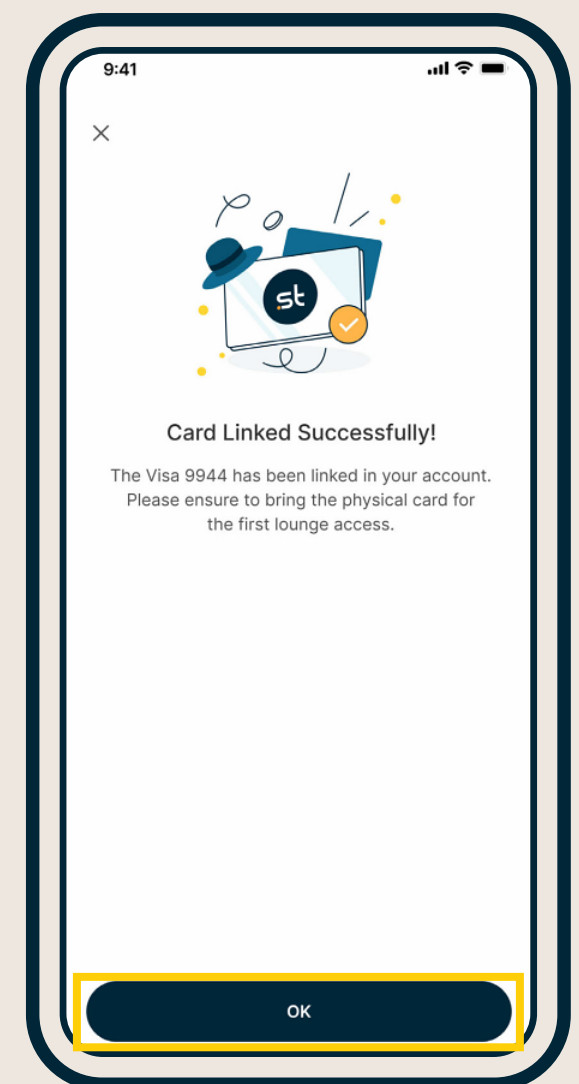 9:41
.st
Card Linked Successfully!
The Visa 9944 has been linked in your account.
Please ensure to bring the physical card for
the first lounge access.
OK